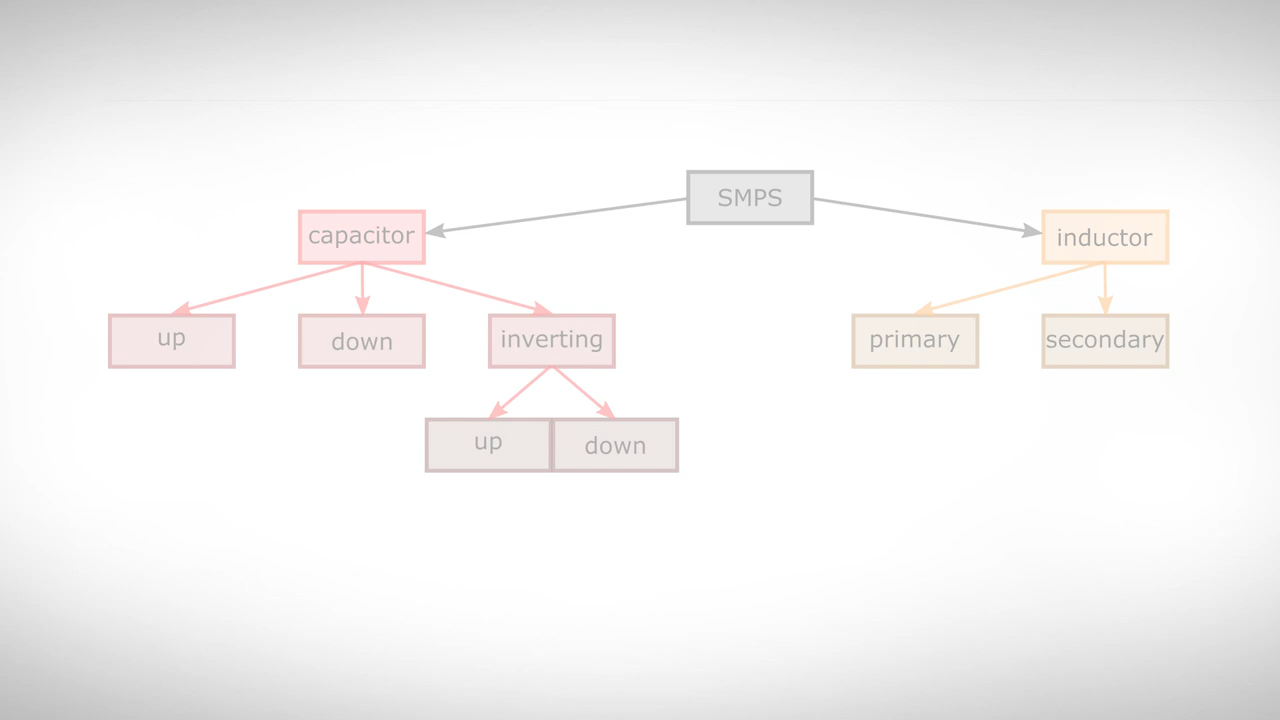 SMPS
capacitor
inductor
up
down
inverting
primary
secondary
up
down